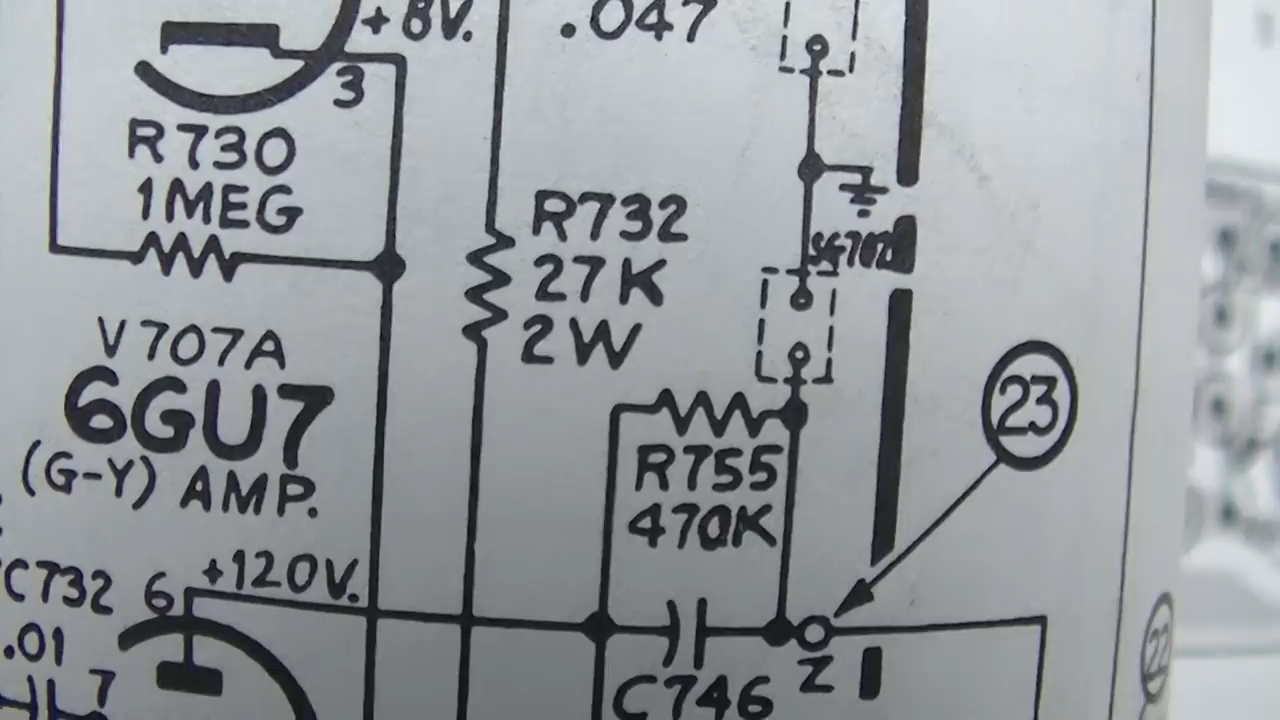 +8V.
.047
3
R730
1MEG
R732
27K
2W
SG702
V707A
6GU7
(G-Y) AMP.
23
R755
470K
C732
6
+120V.
.01
7
C746
Z
22